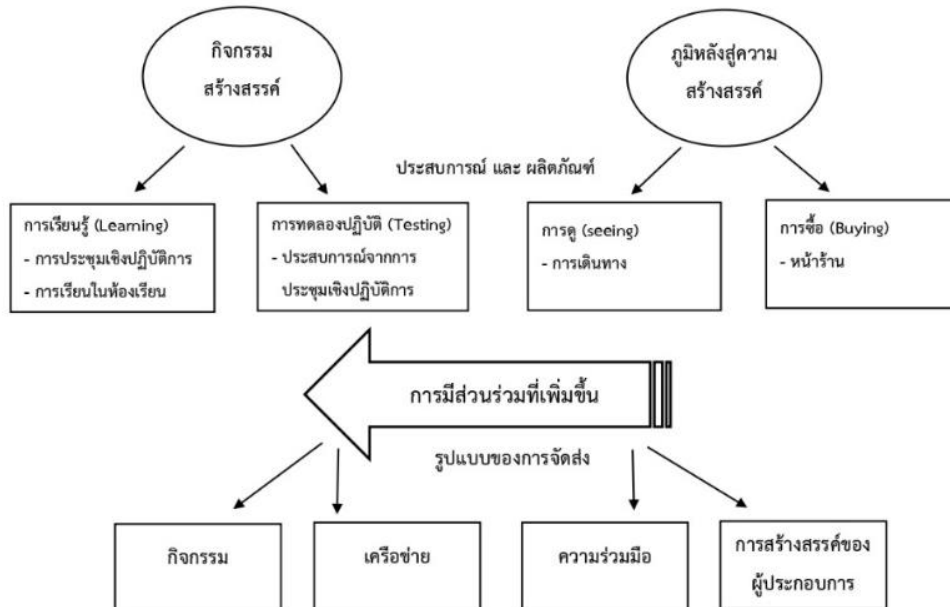 กิจกรรม
สร้างสรรค์
ภูมิหลังสู่ความ
สร้างสรรค์
ประสบการณ์ และ ผลิตภัณฑ์
การเรียนรู้ (Learning)
- การประชุมเชิงปฏิบัติการ
- การเรียนในห้องเรียน
การทดลองปฏิบัติ (Testing)
- ประสบการณ์จากการ
ประชุมเชิงปฏิบัติการ
การดู (seeing)
- การเดินทาง
การซื้อ (Buying)
- หน้าร้าน
การมีส่วนร่วมที่เพิ่มขึ้น
รูปแบบของการจัดส่ง
กิจกรรม
เครือข่าย
ความร่วมมือ
การสร้างสรรค์ของ
ผู้ประกอบการ